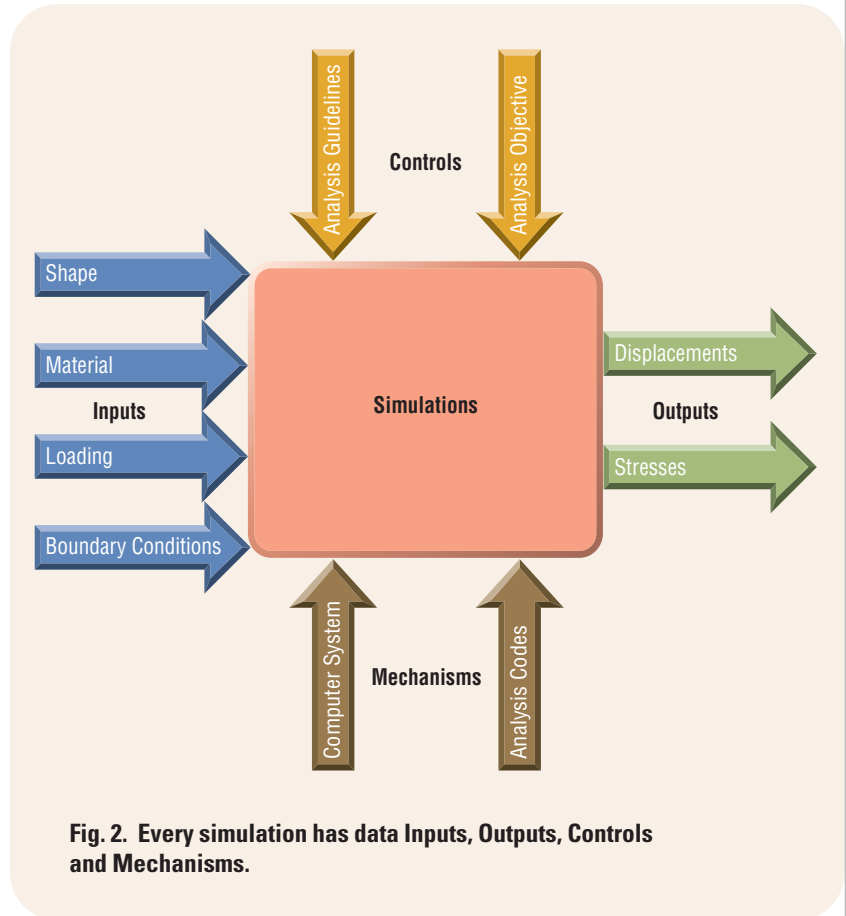 Analysis Guidelines
Controls
Analysis Objective
Shape
Material
Inputs
Loading
Boundary Conditions
Simulations
Displacements
Outputs
Stresses
Computer System
Mechanisms
Analysis Codes
Fig. 2. Every simulation has data Inputs, Outputs, Controls
and Mechanisms.